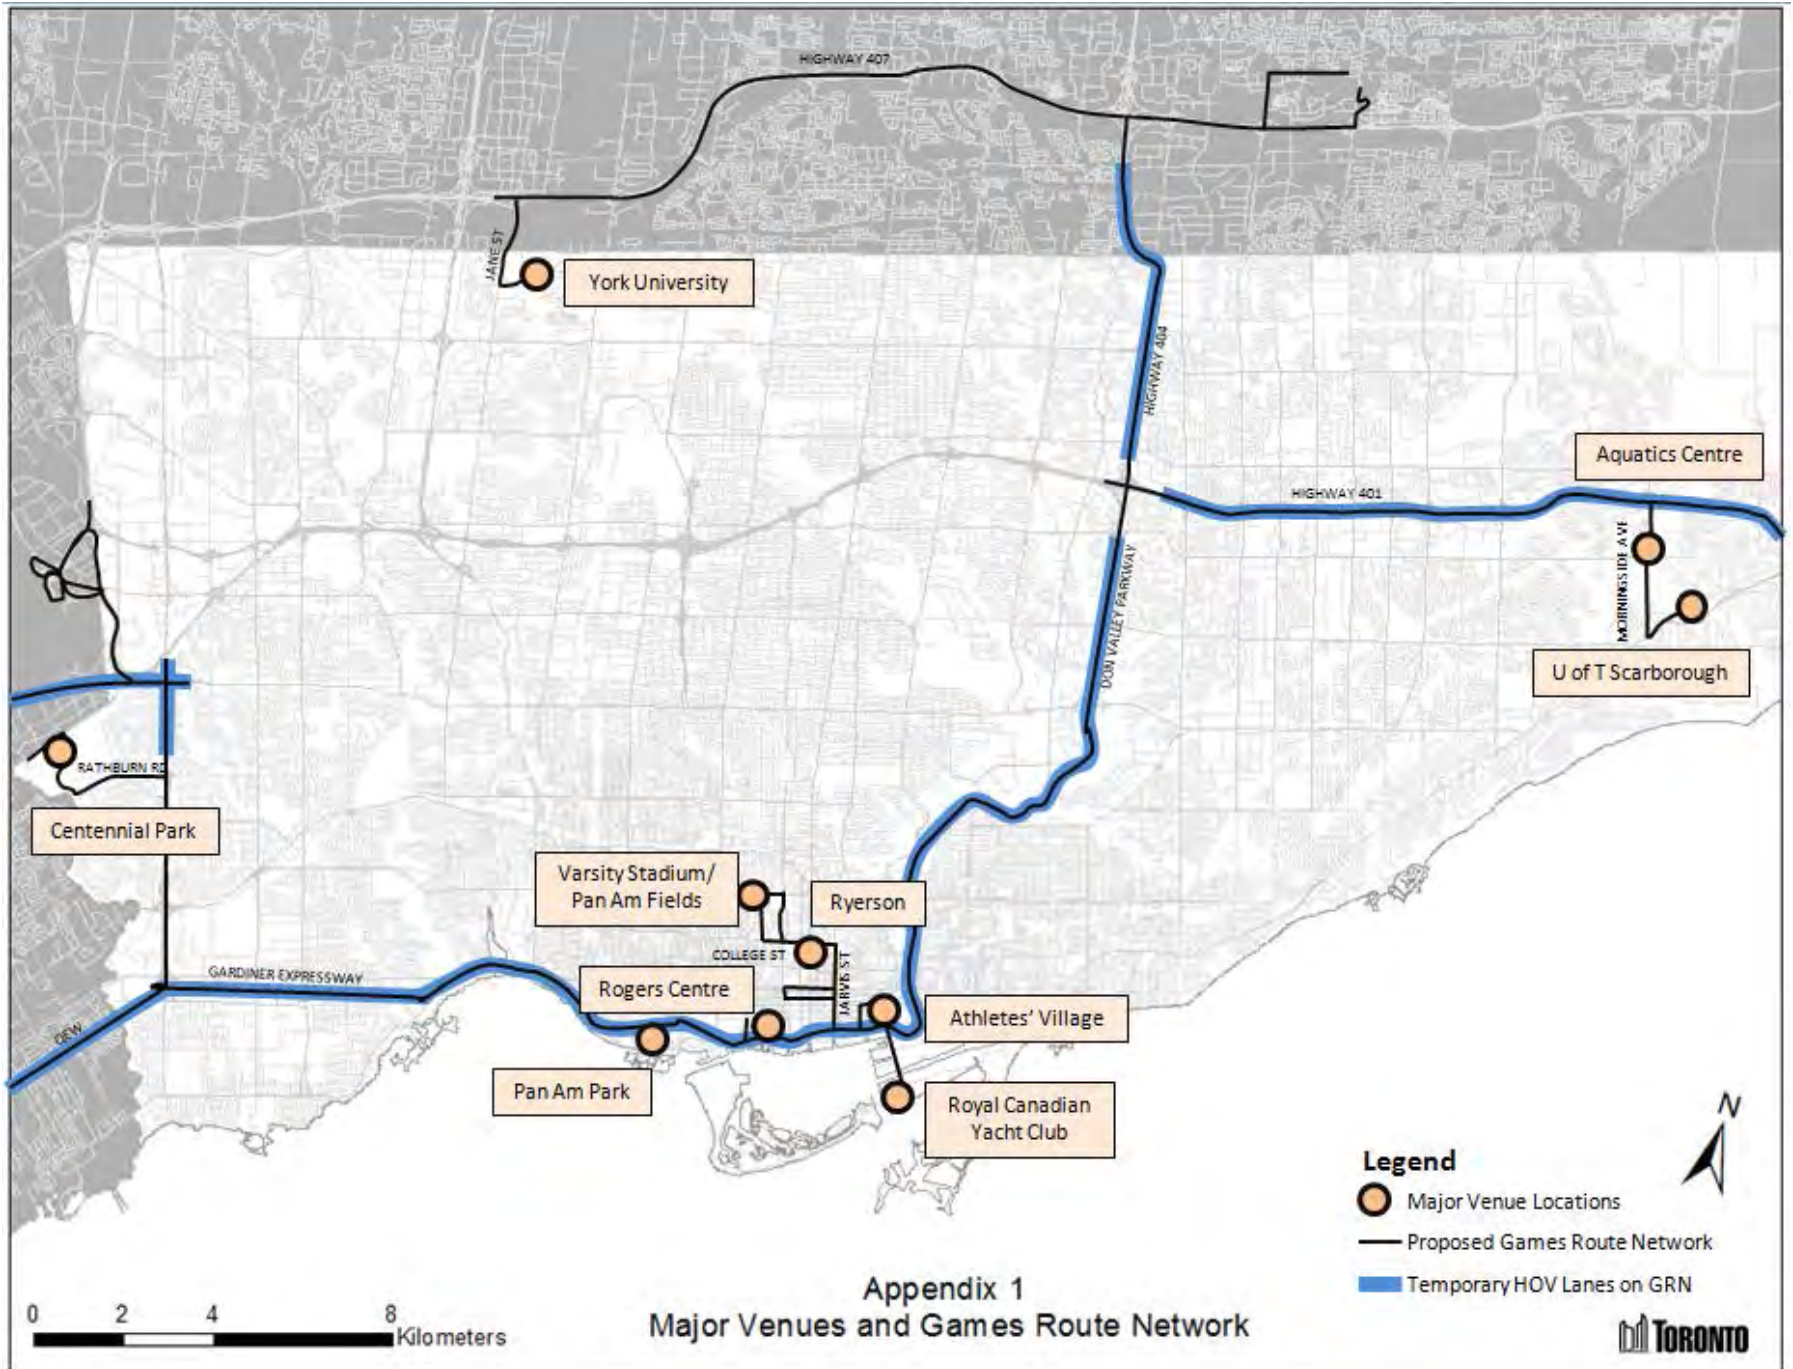 HIGHWAY 407
JANE ST
York University
HIGHWAY 404
Aquatics Centre
HIGHWAY 401
MORNINGSIDE AVE
DON VALLEY PARKWAY
U of T Scarborough
RATHBURN RD
Centennial Park
Varsity Stadium/
Pan Am Fields
Ryerson
COLLEGE ST
JARVIS ST
GARDINER EXPRESSWAY
Rogers Centre
Athletes' Village
QEW
Pan Am Park
Royal Canadian
Yacht Club
N
Legend
Major Venue Locations
Proposed Games Route Network
Temporary HOV Lanes on GRN
Appendix 1
Major Venues and Games Route Network
0 2 4 8
Kilometers
TORONTO